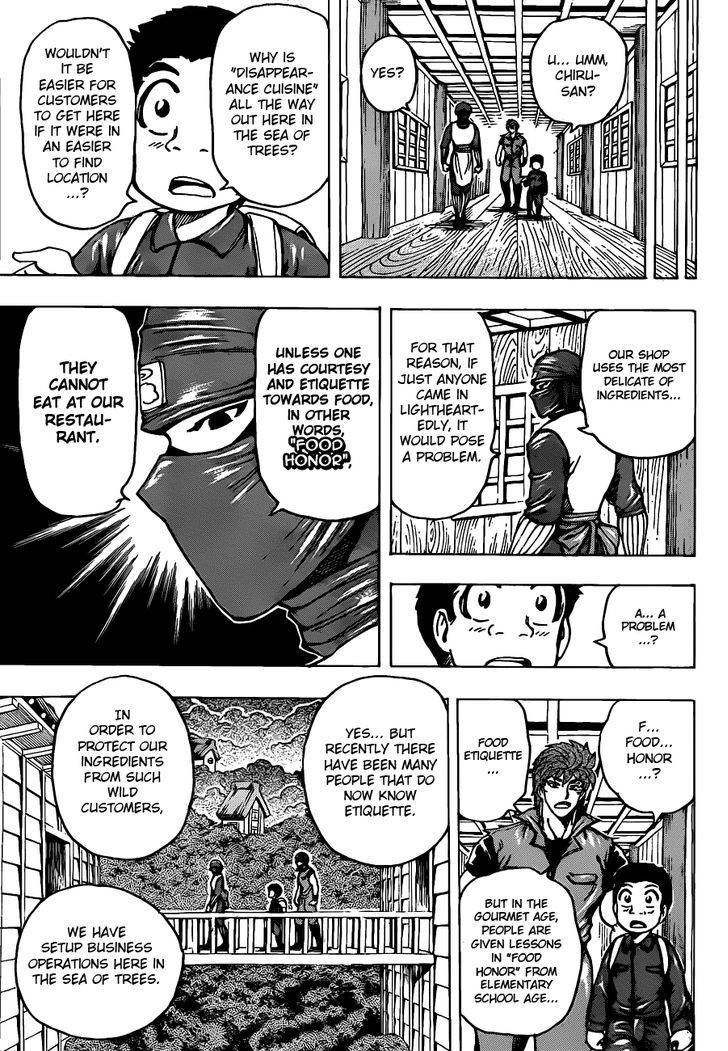 U... UMM,
CHIRU-
SAN?
YES?
WHY IS
"DISAPPEAR-
ANCE CUISINE"
ALL THE WAY
OUT HERE IN
THE SEA OF
TREES?
WOULDN'T
IT BE
EASIER FOR
CUSTOMERS
TO GET HERE
IF IT WERE IN
AN EASIER
TO FIND
LOCATION
...?
OUR SHOP
USES THE MOST
DELICATE OF
INGREDIENTS...
FOR THAT
REASON, IF
JUST ANYONE
CAME IN
LIGHTHEART-
EDLY, IT
WOULD POSE
A PROBLEM.
A... A
PROBLEM
...?
UNLESS ONE
HAS COURTESY
AND ETIQUETTE
TOWARDS FOOD,
IN OTHER
WORDS,
"FOOD
HONOR",
THEY
CANNOT
EAT AT OUR
RESTAU-
RANT.
F...
FOOD...
HONOR
...?
FOOD
ETIQUETTE
...
BUT IN THE
GOURMET AGE,
PEOPLE ARE
GIVEN LESSONS
IN "FOOD
HONOR" FROM
ELEMENTARY
SCHOOL AGE...
YES... BUT
RECENTLY THERE
HAVE BEEN MANY
PEOPLE THAT DO
NOW KNOW
ETIQUETTE.
IN
ORDER TO
PROTECT OUR
INGREDIENTS
FROM SUCH
WILD
CUSTOMERS,
WE HAVE
SETUP BUSINESS
OPERATIONS HERE IN
THE SEA OF TREES.